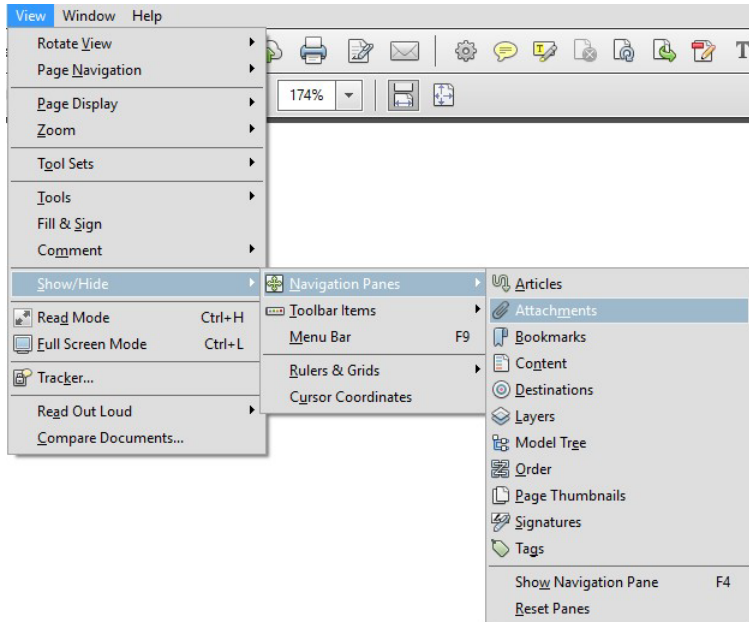 View Window Help
Rotate View
Page Navigation
Page Display
Zoom
Tool Sets
Tools
Fill & Sign
Comment
Show/Hide
Read Mode Ctrl+H
Full Screen Mode Ctrl+L
Tracker...
Read Out Loud
Compare Documents...
174%
T
T
Navigation Panes
Toolbar Items
Menu Bar F9
Rulers & Grids
Cursor Coordinates
Articles
Attachments
Bookmarks
Content
Destinations
Layers
Model Tree
Order
Page Thumbnails
Signatures
Tags
Show Navigation Pane F4
Reset Panes